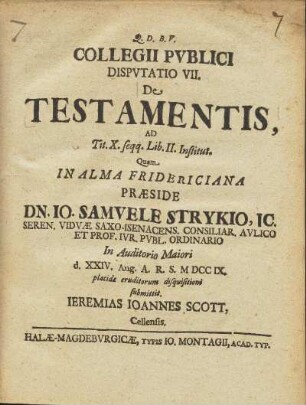 7
7
Q. D. B. V.
COLLEGII PVBLICI
DISPVTATIO VII.
De
TESTAMENTIS,
AD
Tit. X. seqq. Lib. II. Institut.
Quam
IN ALMA FRIDERICIANA
PRÆSIDE
DN. IO. SAMVELE STRYKIO, JC.
SEREN. VIDVÆ SAXO-ISENACENS. CONSILIAR. AVLICO
ET PROF. IVR. PVBL. ORDINARIO
In Auditorio Maiori
d. XXIV. Aug. A. R. S. M DCC IX.
placidæ eruditorum disquisitioni
submittit
IEREMIAS IOANNES SCOTT,
Cellensis.
HALÆ-MAGDEBVRGICÆ, TYPIS IO. MONTAGII, ACAD. TYP.